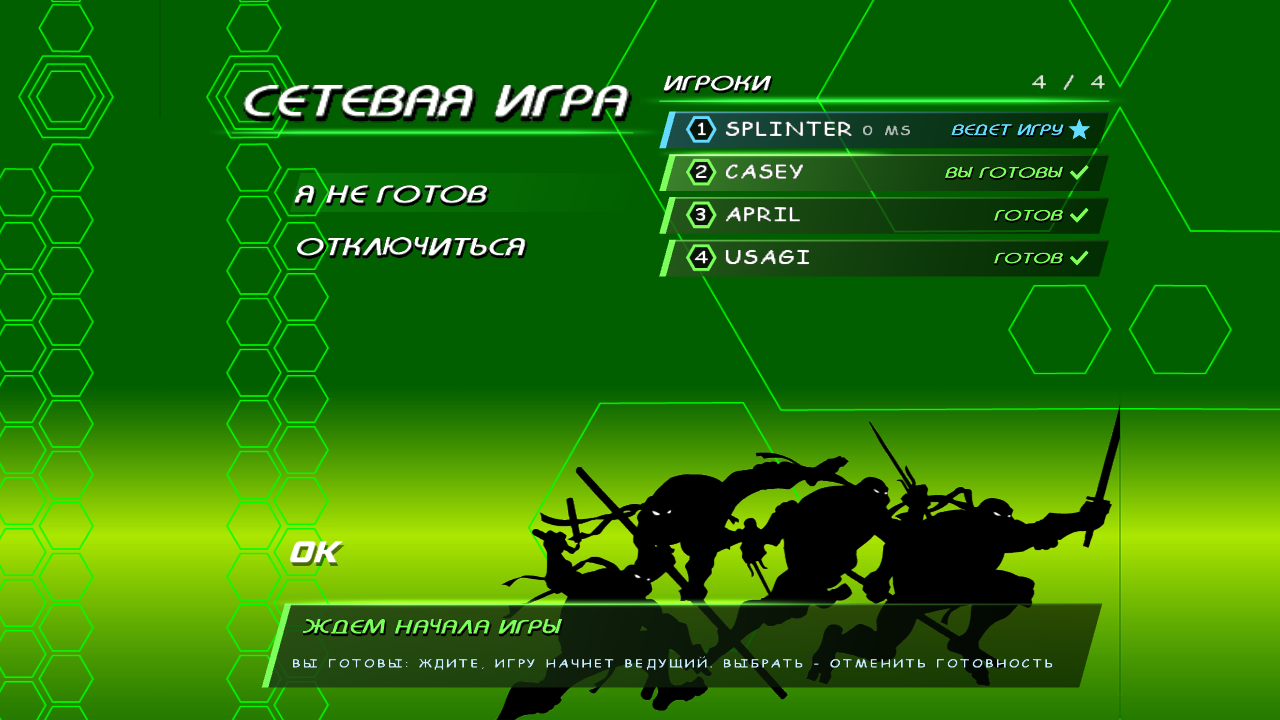 СЕТЕВАЯ ИГРА
Я НЕ ГОТОВ
ОТКЛЮЧИТЬСЯ
ИГРОКИ 4 / 4
1 SPLINTER 0 MS ВЕДЕТ ИГРУ
2 CASEY ВЫ ГОТОВЫ
3 APRIL ГОТОВ
4 USAGI ГОТОВ
OK
ЖДЕМ НАЧАЛА ИГРЫ
ВЫ ГОТОВЫ: ЖДИТЕ, ИГРУ НАЧНЕТ ВЕДУЩИЙ. ВЫБРАТЬ - ОТМЕНИТЬ ГОТОВНОСТЬ